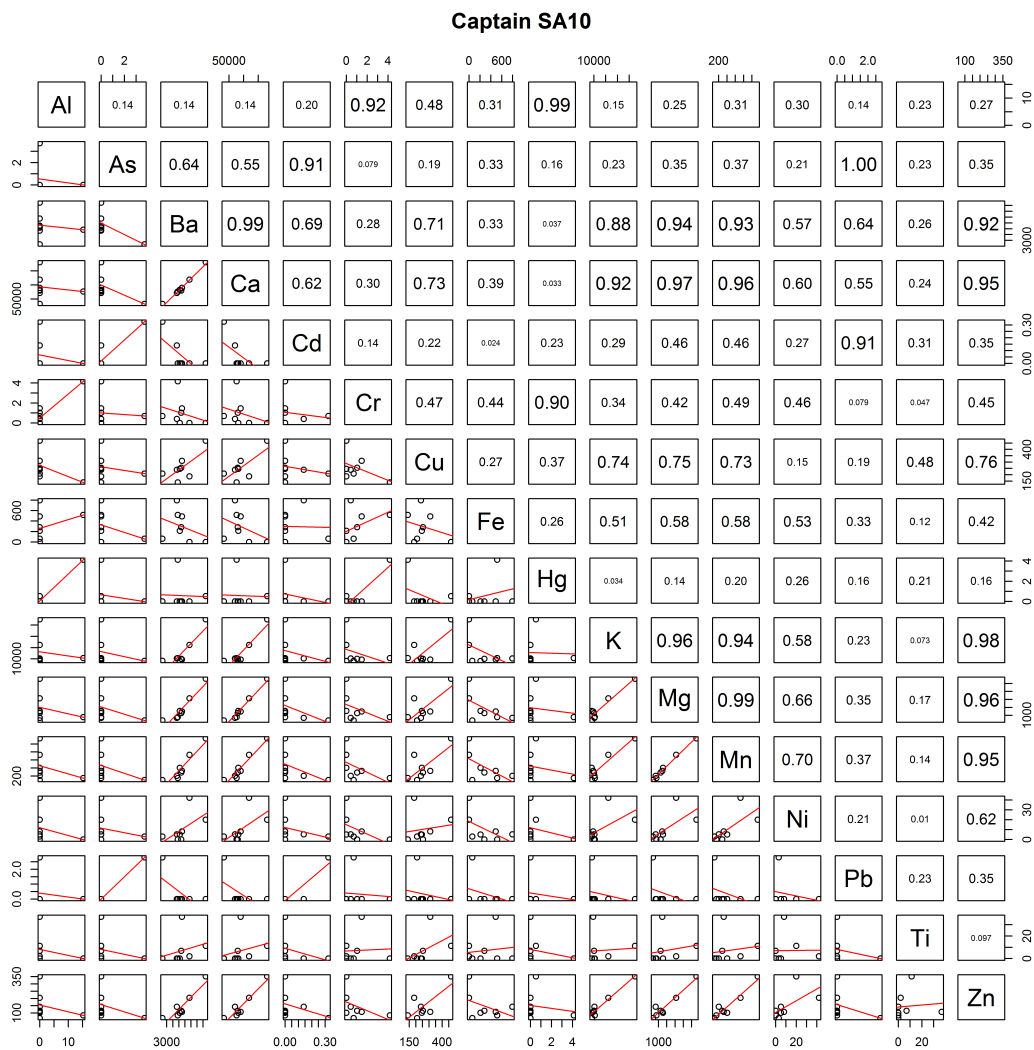 Captain SA10
0 2 50000 0 1 2 3 4 0 600 10000 200 0.0 2.0 100 350
Al 0.14 0.14 0.14 0.20 0.92 0.48 0.31 0.99 0.15 0.25 0.31 0.30 0.14 0.23 0.27 0 10
0 2 As 0.64 0.55 0.91 0.079 0.19 0.33 0.16 0.23 0.35 0.37 0.21 1.00 0.23 0.35
Ba 0.99 0.69 0.28 0.71 0.33 0.037 0.88 0.94 0.93 0.57 0.64 0.26 0.92 3000
50000 Ca 0.62 0.30 0.73 0.39 0.033 0.92 0.97 0.96 0.60 0.55 0.24 0.95
Cd 0.14 0.22 0.024 0.23 0.29 0.46 0.46 0.27 0.91 0.31 0.35 0.00 0.30
0 2 4 Cr 0.47 0.44 0.90 0.34 0.42 0.49 0.46 0.079 0.047 0.45
Cu 0.27 0.37 0.74 0.75 0.73 0.15 0.19 0.48 0.76 150 400
0 600 Fe 0.26 0.51 0.58 0.58 0.53 0.33 0.12 0.42
Hg 0.034 0.14 0.20 0.26 0.16 0.21 0.16 0 2 4
10000 K 0.96 0.94 0.58 0.23 0.073 0.98
Mg 0.99 0.66 0.35 0.17 0.96 1000
200 Mn 0.70 0.37 0.14 0.95
Ni 0.21 0.01 0.62 0 30
0.0 2.0 Pb 0.23 0.35
Ti 0.097 0 20
100 350 Zn
0 10 3000 0.00 0.30 150 400 0 1 2 3 4 1000 0 20 0 20